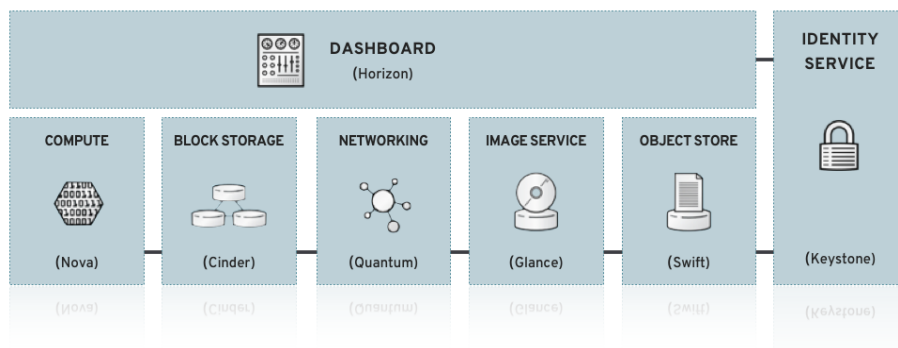 DASHBOARD
(Horizon)
IDENTITY
SERVICE
(Keystone)
COMPUTE
(Nova)
BLOCK STORAGE
(Cinder)
NETWORKING
(Quantum)
IMAGE SERVICE
(Glance)
OBJECT STORE
(Swift)